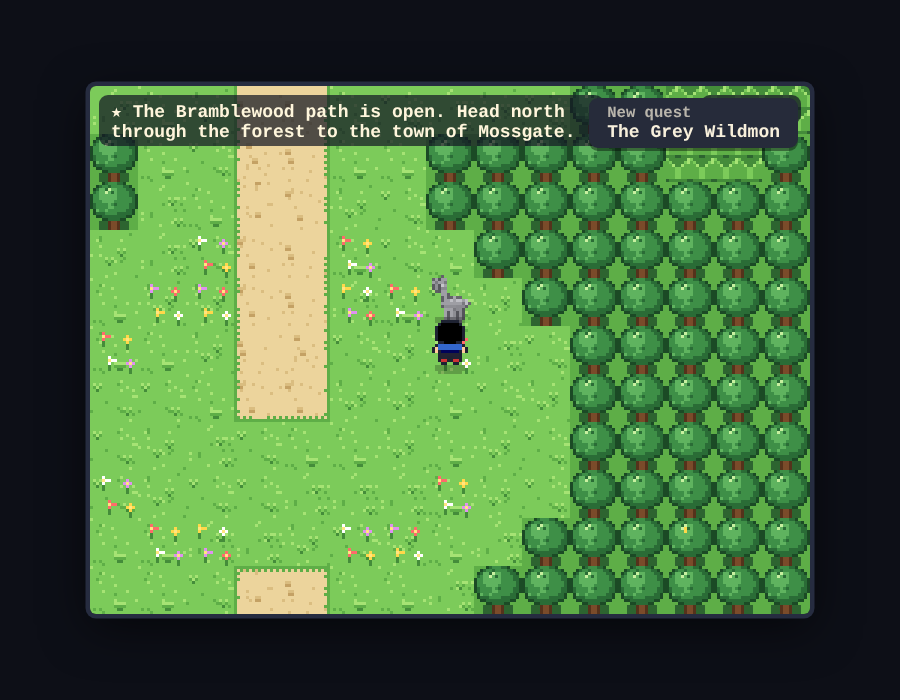 ★ The Bramblewood path is open. Head north
through the forest to the town of Mossgate.
New quest
The Grey Wildmon